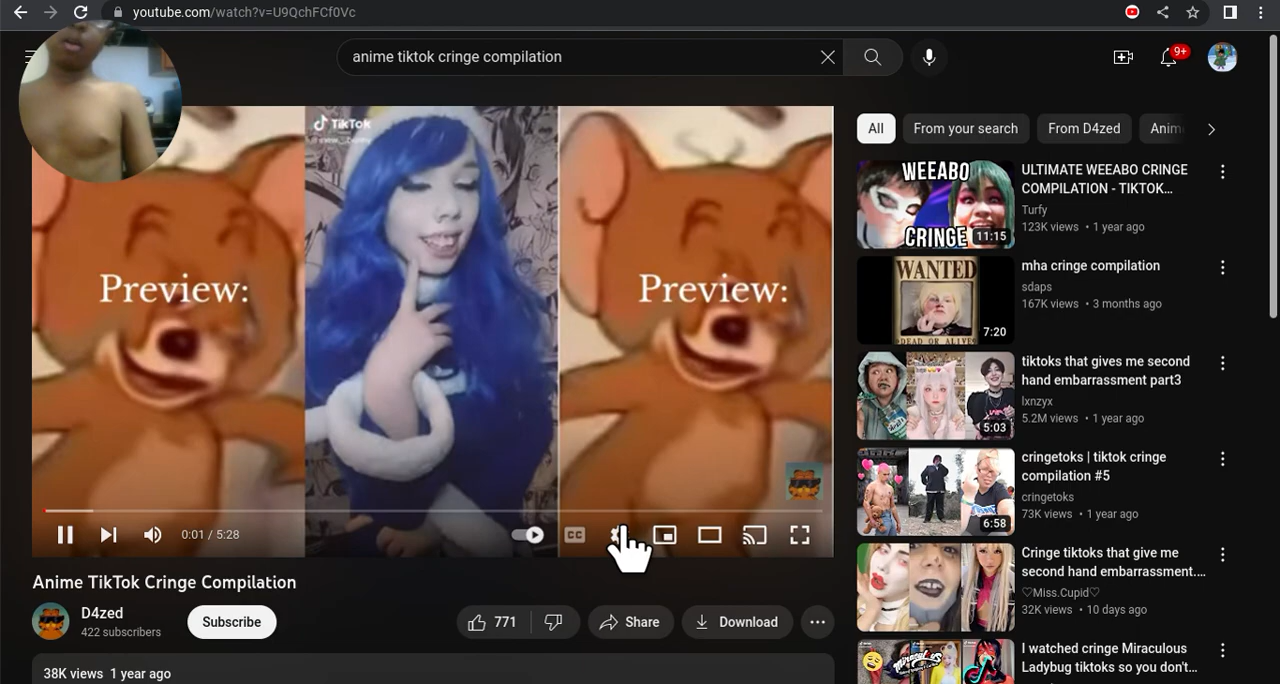 youtube.com/watch?v=U9QchFCf0Vc
anime tiktok cringe compilation
9+
TikTok
Preview:
Preview:
0:01 / 5:28
CC
Anime TikTok Cringe Compilation
D4zed
422 subscribers
Subscribe
771
Share
Download
38K views 1 year ago
All
From your search
From D4zed
Anim
WEEABO
CRINGE
11:15
ULTIMATE WEEABO CRINGE
COMPILATION - TIKTOK...
Turfy
123K views • 1 year ago
WANTED
DEAD OR ALIVE
7:20
mha cringe compilation
sdaps
167K views • 3 months ago
5:03
tiktoks that gives me second
hand embarrassment part3
lxnzyx
5.2M views • 1 year ago
6:58
cringetoks | tiktok cringe
compilation #5
cringetoks
73K views • 1 year ago
Cringe tiktoks that give me
second hand embarrassment....
♡Miss.Cupid♡
32K views • 10 days ago
I watched cringe Miraculous
Ladybug tiktoks so you don't...